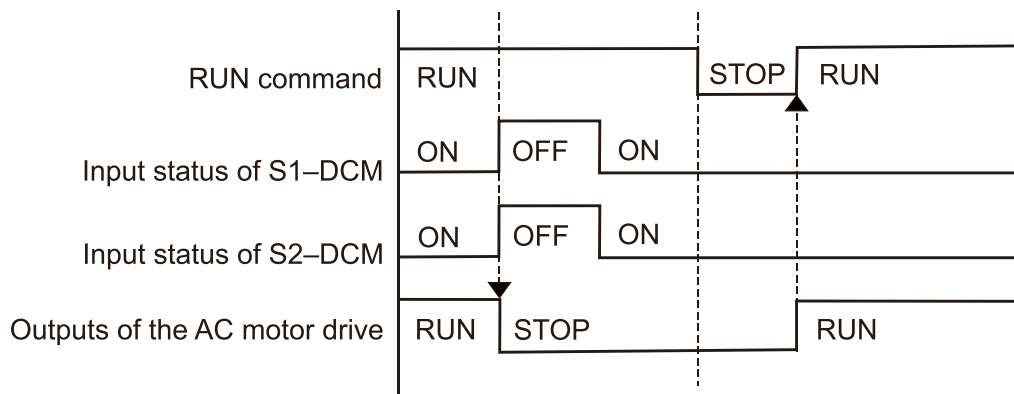 RUN command RUN STOP RUN
Input status of S1–DCM ON OFF ON
Input status of S2–DCM ON OFF ON
Outputs of the AC motor drive RUN STOP RUN